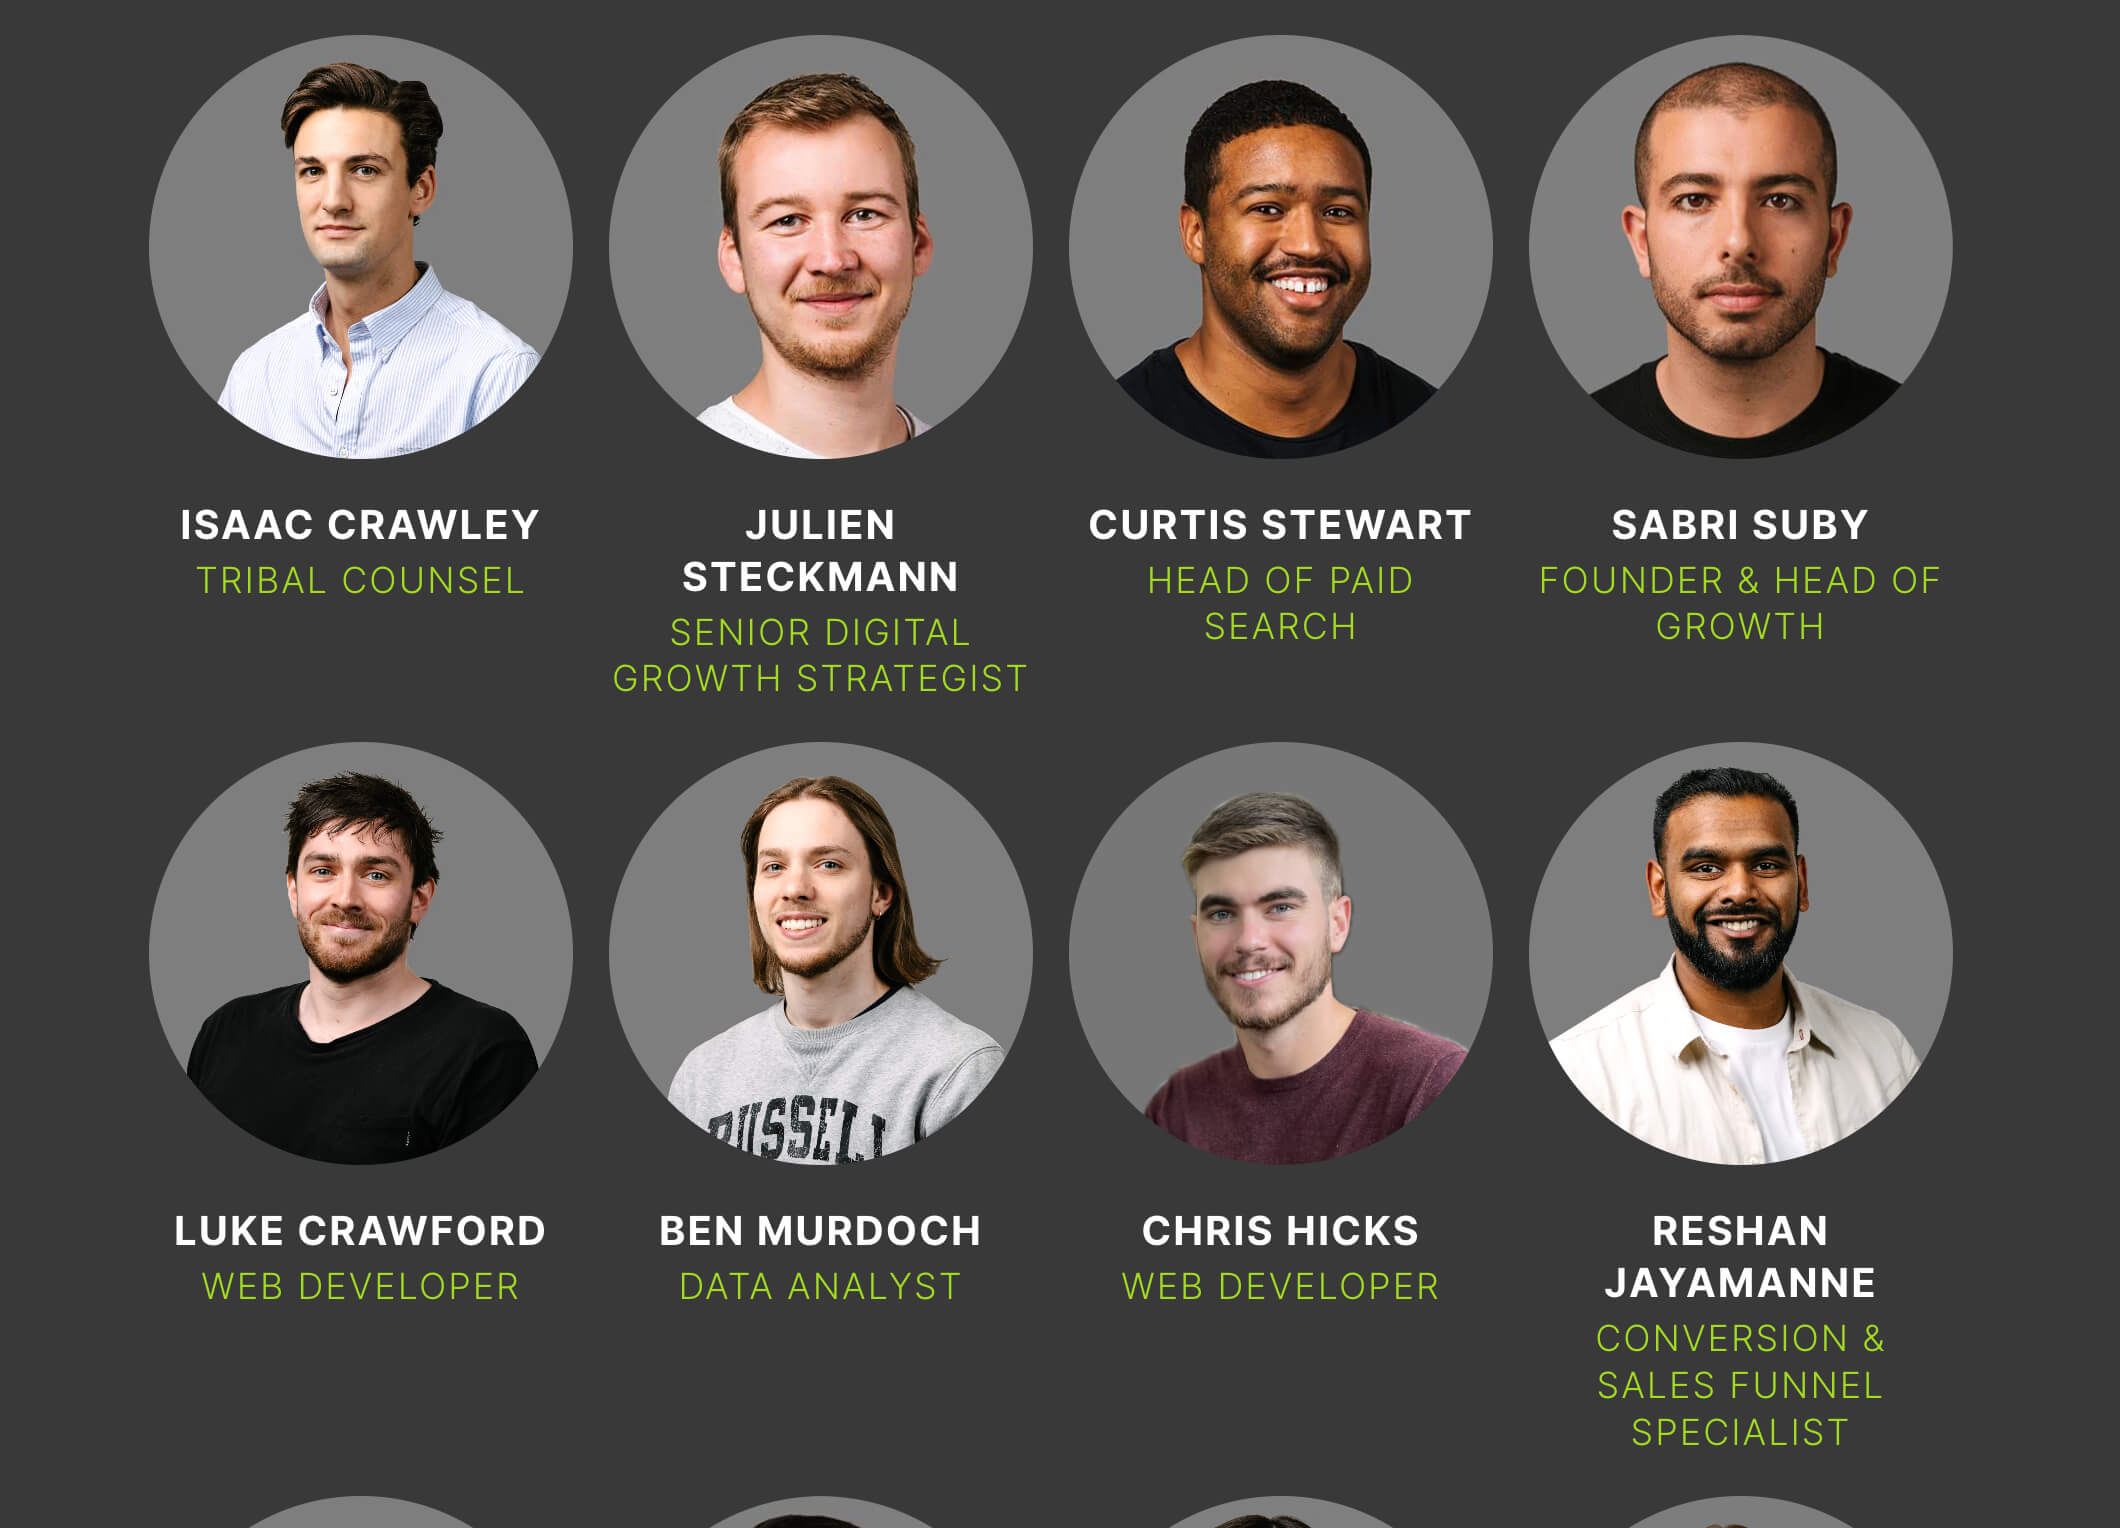 ISAAC CRAWLEY
TRIBAL COUNSEL
JULIEN
STECKMANN
SENIOR DIGITAL
GROWTH STRATEGIST
CURTIS STEWART
HEAD OF PAID
SEARCH
SABRI SUBY
FOUNDER & HEAD OF
GROWTH
LUKE CRAWFORD
WEB DEVELOPER
RUSSELL
BEN MURDOCH
DATA ANALYST
CHRIS HICKS
WEB DEVELOPER
RESHAN
JAYAMANNE
CONVERSION &
SALES FUNNEL
SPECIALIST